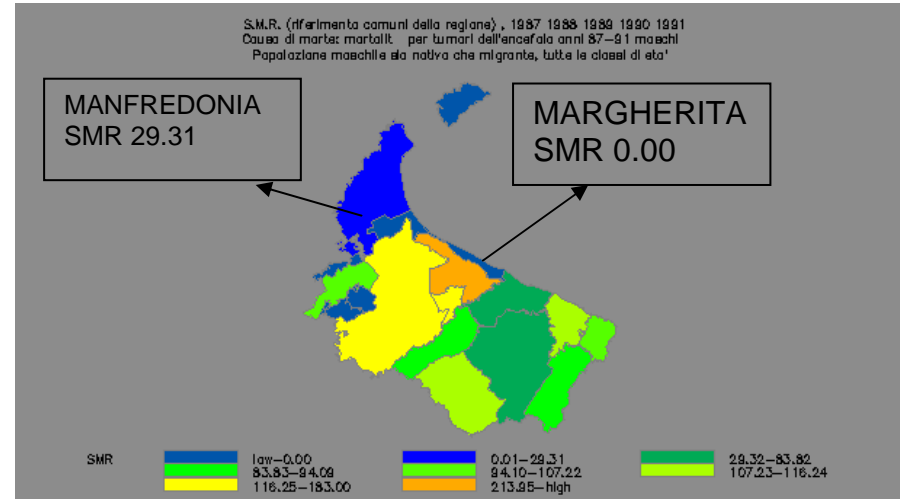 S.M.R. (riferimento comuni della regione) , 1987 1988 1989 1990 1991
Causa di morte: mortalit per tumori dell'encefalo anni 87-91 maschi
Popolazione maschile sia nativa che migrante, tutte le classi di eta'
MANFREDONIA
SMR 29.31
MARGHERITA
SMR 0.00
SMR
low-0.00
0.01-29.31
29.32-83.82
83.83-94.09
94.10-107.22
107.23-116.24
116.25-183.00
213.95-high